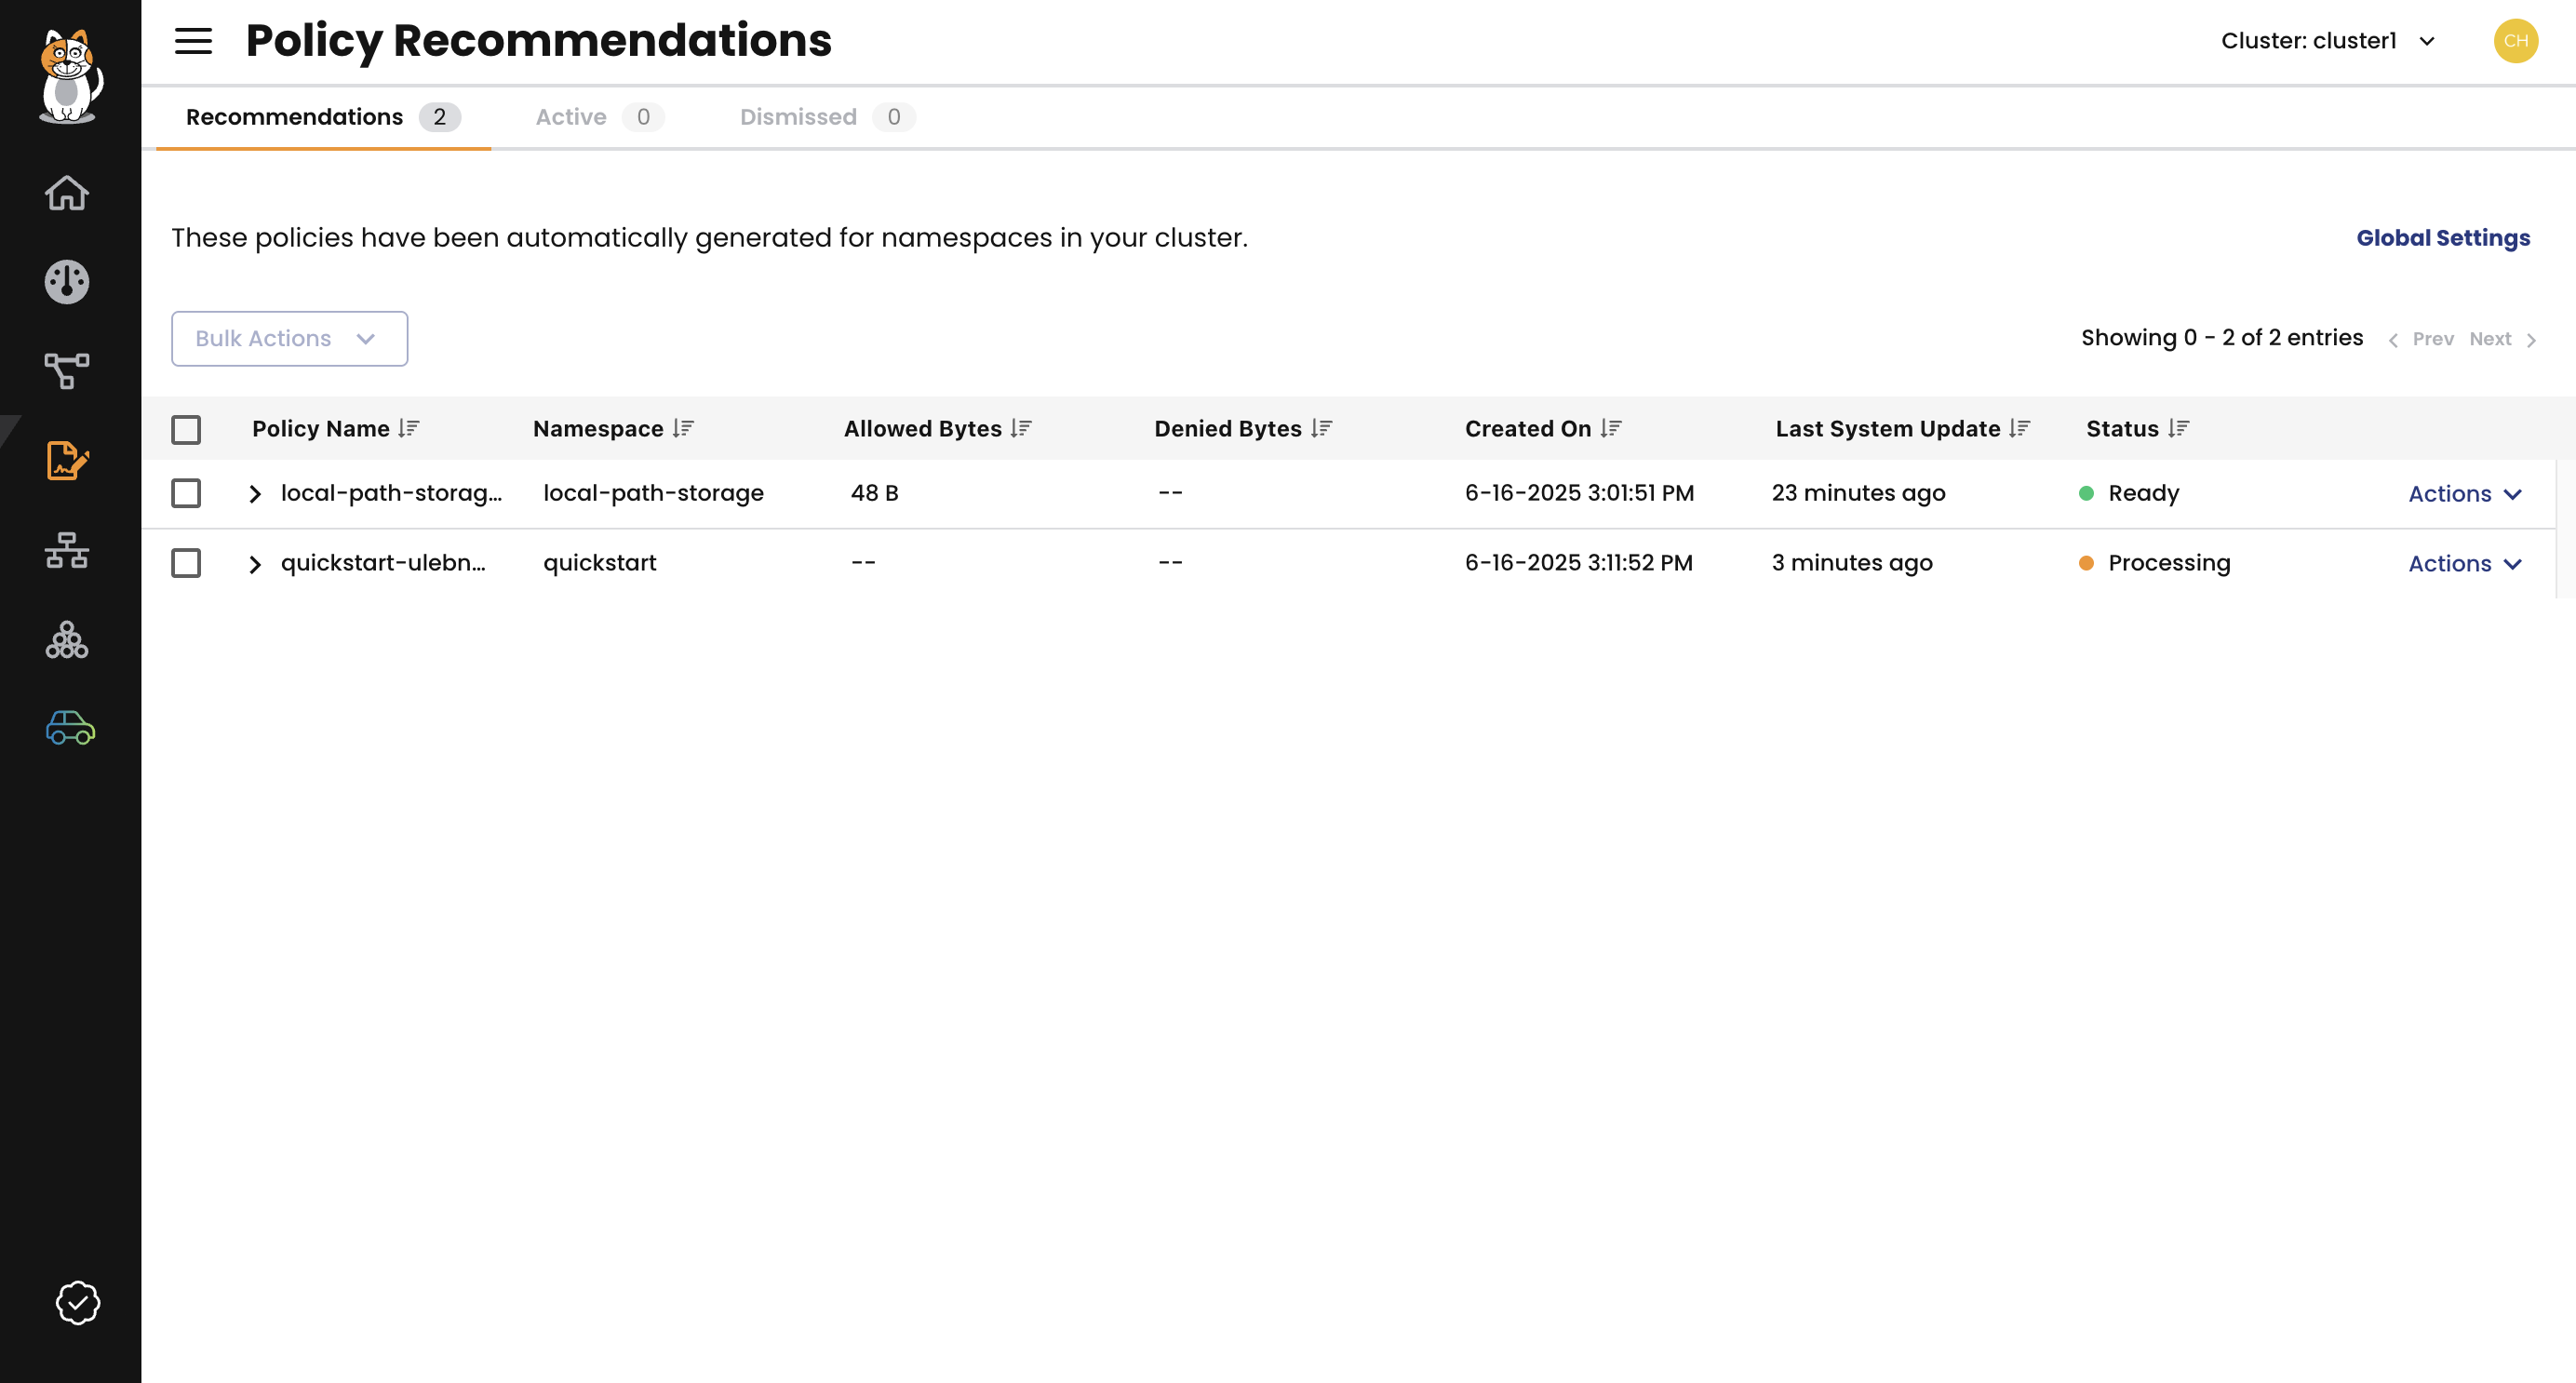 Policy Recommendations
Cluster: cluster1
CH
Recommendations 2
Active 0
Dismissed 0
These policies have been automatically generated for namespaces in your cluster.
Global Settings
Bulk Actions
Showing 0 - 2 of 2 entries
Prev Next
Policy Name Namespace Allowed Bytes Denied Bytes Created On Last System Update Status
local-path-storag... local-path-storage 48 B -- 6-16-2025 3:01:51 PM 23 minutes ago Ready Actions
quickstart-ulebn... quickstart -- -- 6-16-2025 3:11:52 PM 3 minutes ago Processing Actions